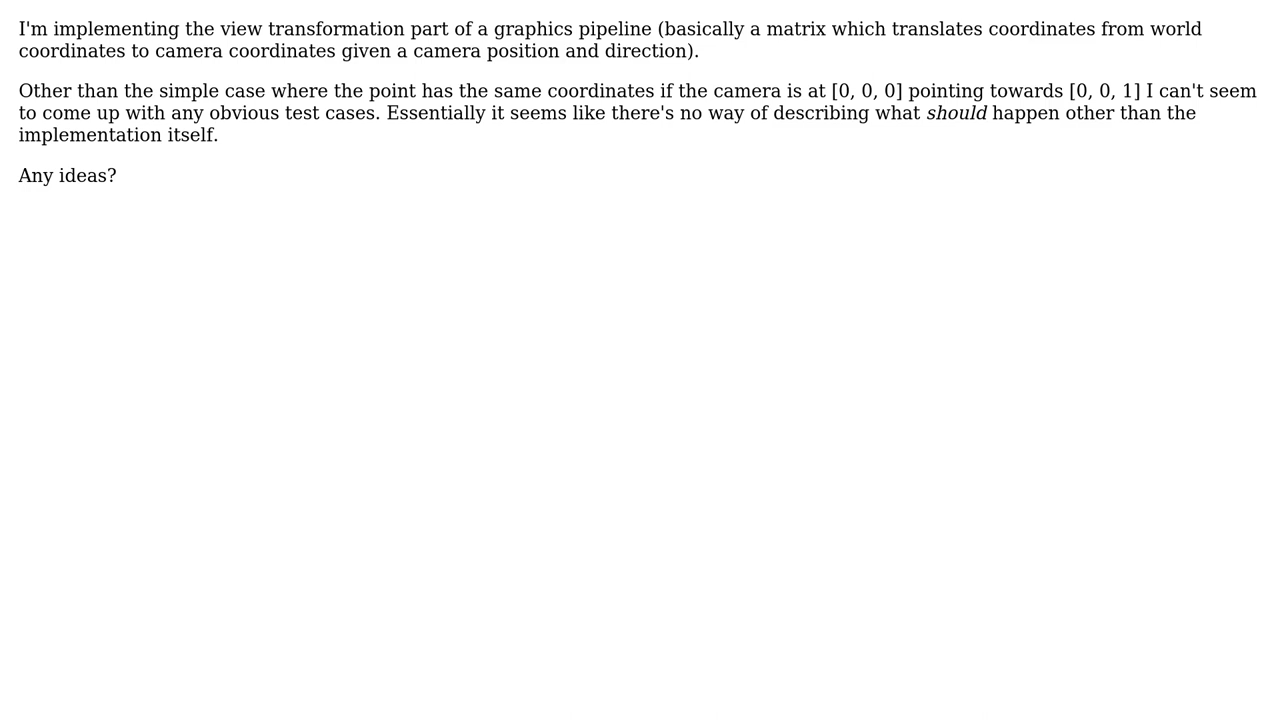 I'm implementing the view transformation part of a graphics pipeline (basically a matrix which translates coordinates from world
coordinates to camera coordinates given a camera position and direction).
Other than the simple case where the point has the same coordinates if the camera is at [0, 0, 0] pointing towards [0, 0, 1] I can't seem
to come up with any obvious test cases. Essentially it seems like there's no way of describing what should happen other than the
implementation itself.
Any ideas?